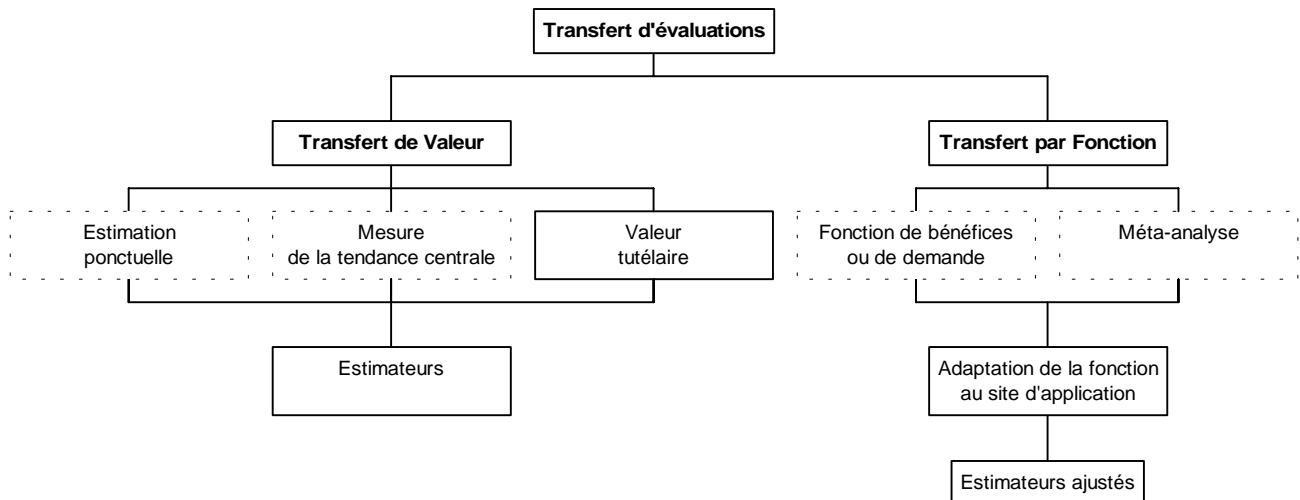 Transfert d'évaluations
Transfert de Valeur
Transfert par Fonction
Estimation
ponctuelle
Mesure
de la tendance centrale
Valeur
tutélaire
Fonction de bénéfices
ou de demande
Méta-analyse
Estimateurs
Adaptation de la fonction
au site d'application
Estimateurs ajustés